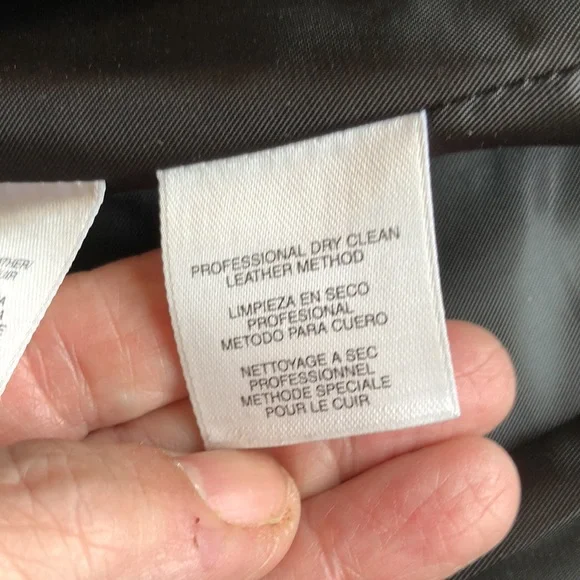 PROFESSIONAL DRY CLEAN
LEATHER METHOD
LIMPIEZA EN SECO
PROFESIONAL
METODO PARA CUERO
NETTOYAGE A SEC
PROFESSIONNEL
METHODE SPECIALE
POUR LE CUIR